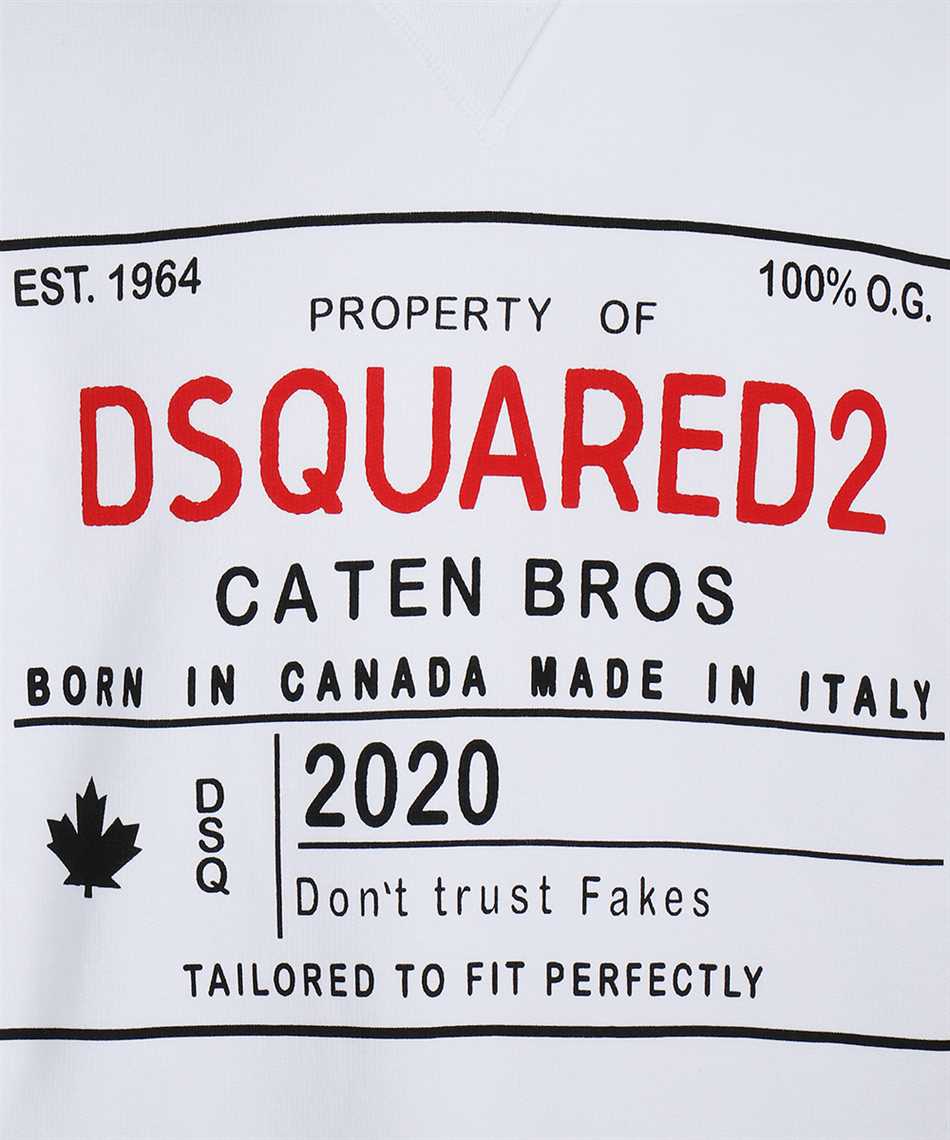 EST. 1964
100% O.G.
PROPERTY OF
DSQUARED2
CATEN BROS
BORN IN CANADA MADE IN ITALY
DSQ
2020
Don't trust Fakes
TAILORED TO FIT PERFECTLY